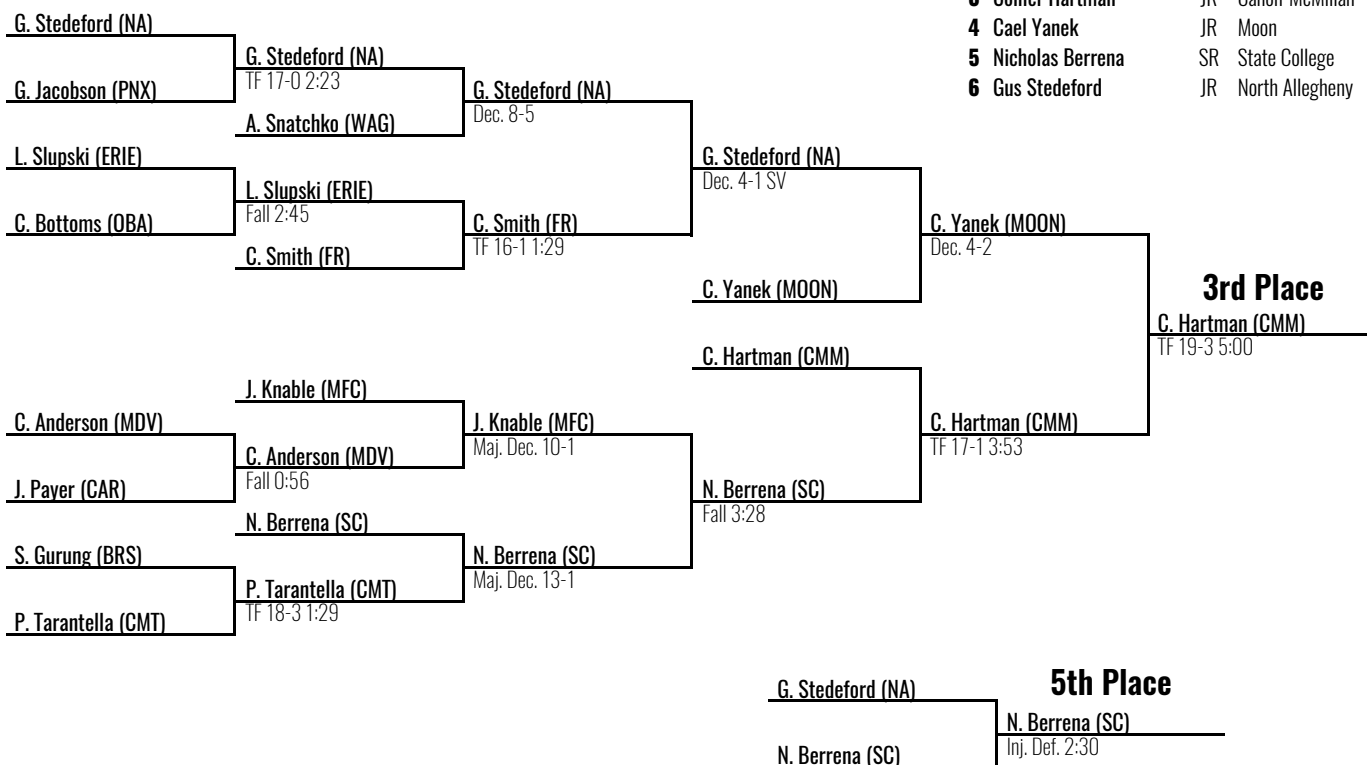 G. Stedeford (NA)
G. Jacobson (PNX)
L. Slupski (ERIE)
C. Bottoms (OBA)
C. Anderson (MDV)
J. Payer (CAR)
S. Gurung (BRS)
P. Tarantella (CMT)
G. Stedeford (NA)
TF 17-0 2:23
A. Snatchko (WAG)
L. Slupski (ERIE)
Fall 2:45
C. Smith (FR)
J. Knable (MFC)
C. Anderson (MDV)
Fall 0:56
N. Berrena (SC)
P. Tarantella (CMT)
TF 18-3 1:29
G. Stedeford (NA)
Dec. 8-5
C. Smith (FR)
TF 16-1 1:29
J. Knable (MFC)
Maj. Dec. 10-1
N. Berrena (SC)
Maj. Dec. 13-1
G. Stedeford (NA)
Dec. 4-1 SV
C. Yanek (MOON)
C. Hartman (CMM)
N. Berrena (SC)
Fall 3:28
C. Yanek (MOON)
Dec. 4-2
C. Hartman (CMM)
TF 17-1 3:53
3rd Place
C. Hartman (CMM)
TF 19-3 5:00
4 Cael Yanek JR Moon
5 Nicholas Berrena SR State College
6 Gus Stedeford JR North Allegheny
5th Place
G. Stedeford (NA)
N. Berrena (SC)
N. Berrena (SC)
Inj. Def. 2:30